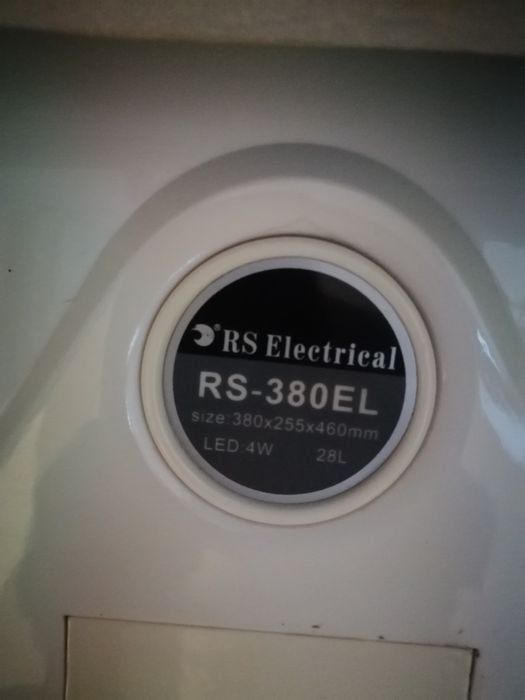 RS Electrical
RS-380EL
size:380x255x460mm
LED:4W 28L